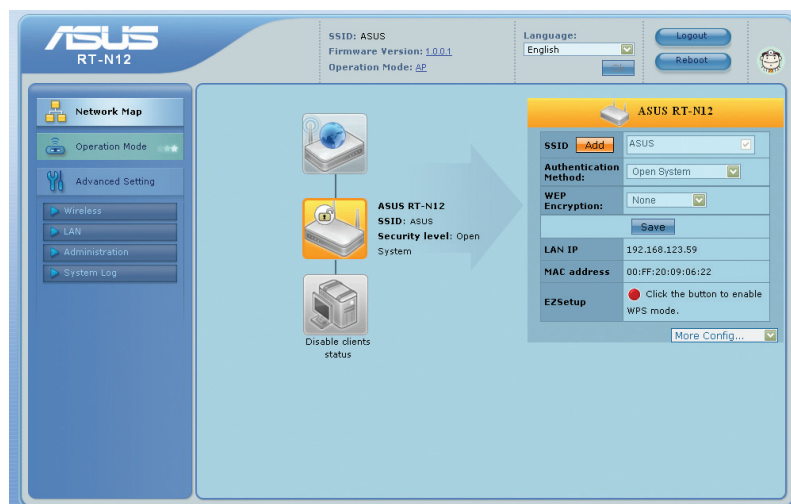 ASUS
RT-N12
SSID: ASUS
Firmware Version: 1.0.0.1
Operation Mode: AP
Language:
English
Logout
Reboot
Network Map
Operation Mode
Advanced Setting
Wireless
LAN
Administration
System Log
ASUS RT-N12
SSID: ASUS
Security level: Open
System
Disable clients
status
ASUS RT-N12
SSID Add ASUS
Authentication
Method: Open System
WEP
Encryption: None
Save
LAN IP 192.168.123.59
MAC address 00:FF:20:09:06:22
EZSetup Click the button to enable
WPS mode.
More Config...